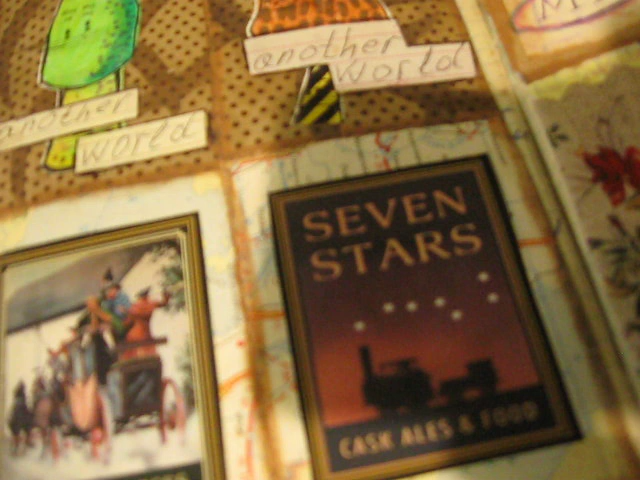 another
world
another
world
M
SEVEN
STARS
CASK ALES & FOOD